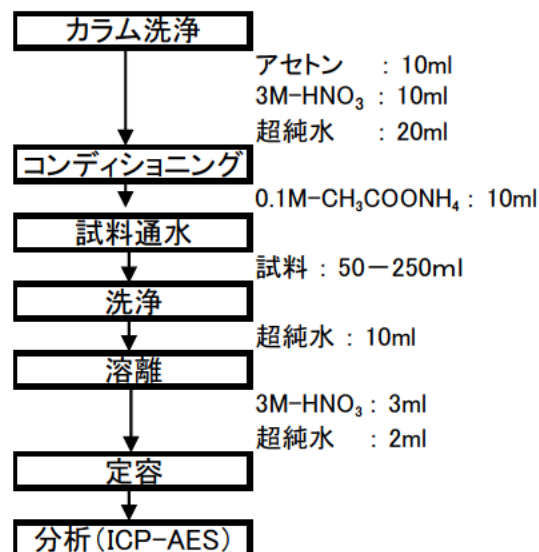 カラム洗浄
アセトン : 10ml
3M-HNO₃ : 10ml
超純水 : 20ml
コンディショニング
0.1M-CH₃COONH₄ : 10ml
試料通水
試料 : 50-250ml
洗浄
超純水 : 10ml
溶離
3M-HNO₃ : 3ml
超純水 : 2ml
定容
分析(ICP-AES)